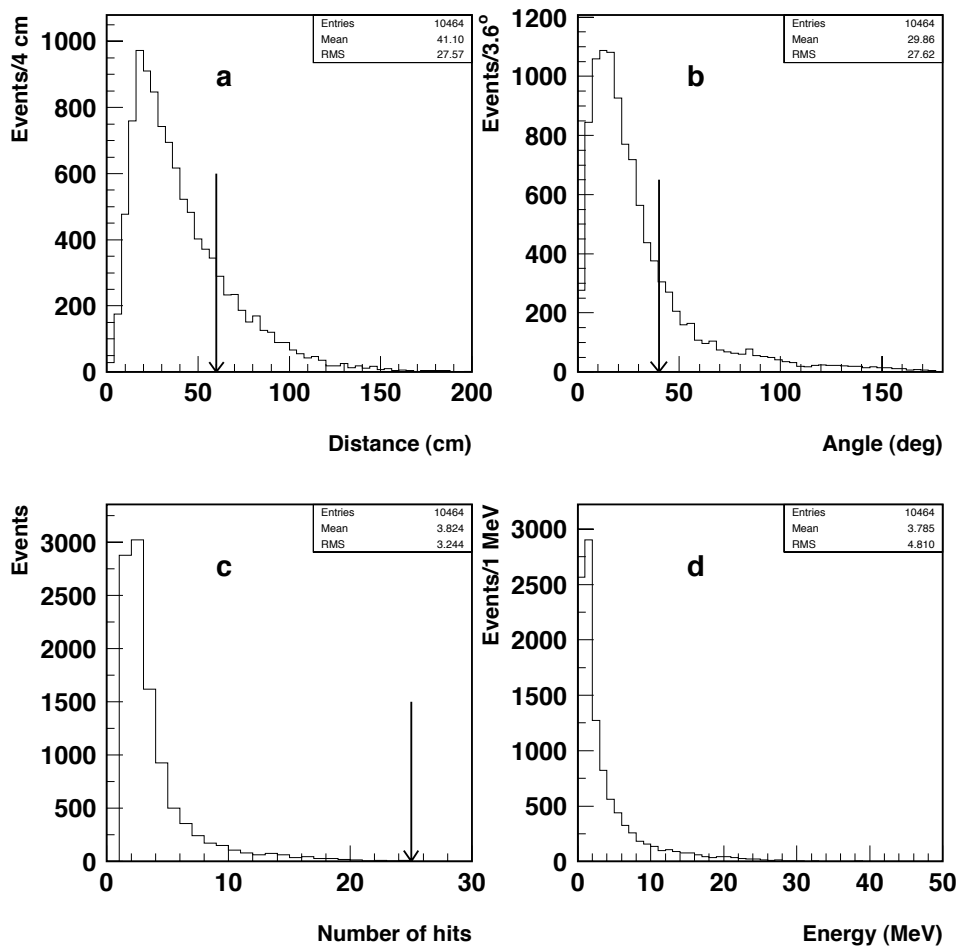 Entries 10464
Mean 41.10
RMS 27.57
a
Events/4 cm
1000
800
600
400
200
0
0 50 100 150 200
Distance (cm)
Entries 10464
Mean 29.86
RMS 27.62
b
Events/3.6°
1200
1000
800
600
400
200
0
0 50 100 150
Angle (deg)
Entries 10464
Mean 3.824
RMS 3.244
c
Events
3000
2500
2000
1500
1000
500
0
0 10 20 30
Number of hits
Entries 10464
Mean 3.785
RMS 4.810
d
Events/1 MeV
3000
2500
2000
1500
1000
500
0
0 10 20 30 40 50
Energy (MeV)